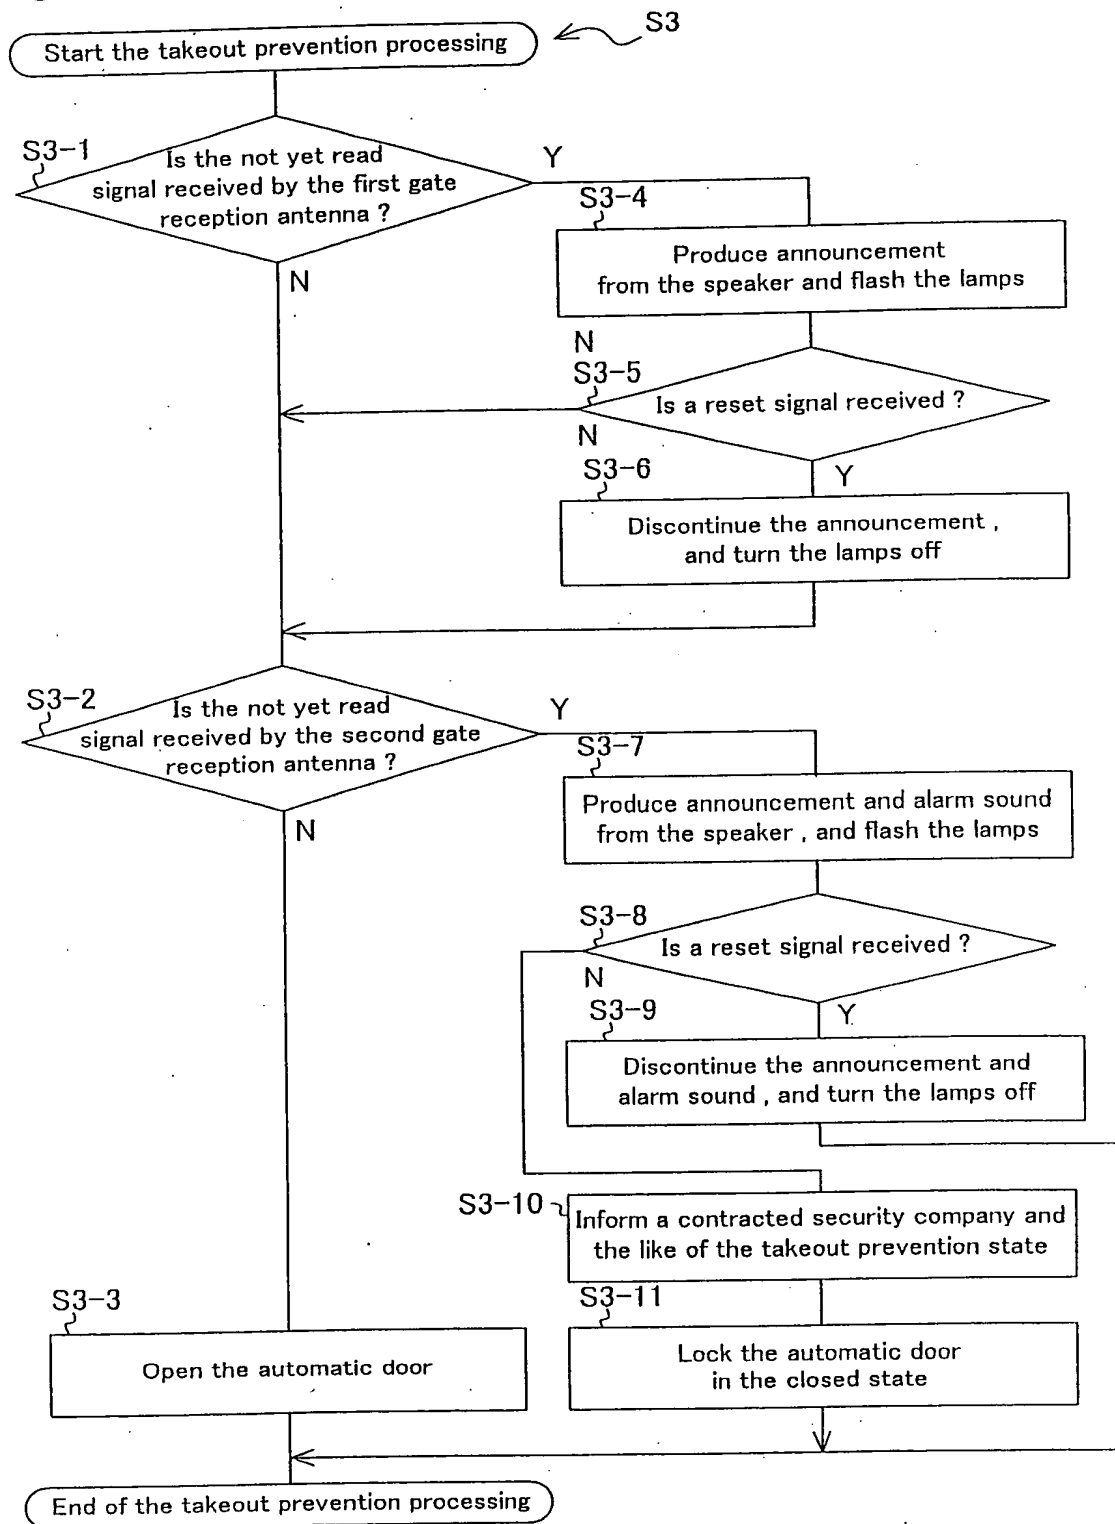 S3
Start the takeout prevention processing
S3-1
Is the not yet read
signal received by the first gate
reception antenna ?
Y
N
S3-4
Produce announcement
from the speaker and flash the lamps
N
S3-5
Is a reset signal received ?
N
Y
S3-6
Discontinue the announcement ,
and turn the lamps off
S3-2
Is the not yet read
signal received by the second gate
reception antenna ?
Y
N
S3-7
Produce announcement and alarm sound
from the speaker , and flash the lamps
S3-8
Is a reset signal received ?
N
Y
S3-9
Discontinue the announcement and
alarm sound , and turn the lamps off
S3-10
Inform a contracted security company and
the like of the takeout prevention state
S3-3
Open the automatic door
S3-11
Lock the automatic door
in the closed state
End of the takeout prevention processing